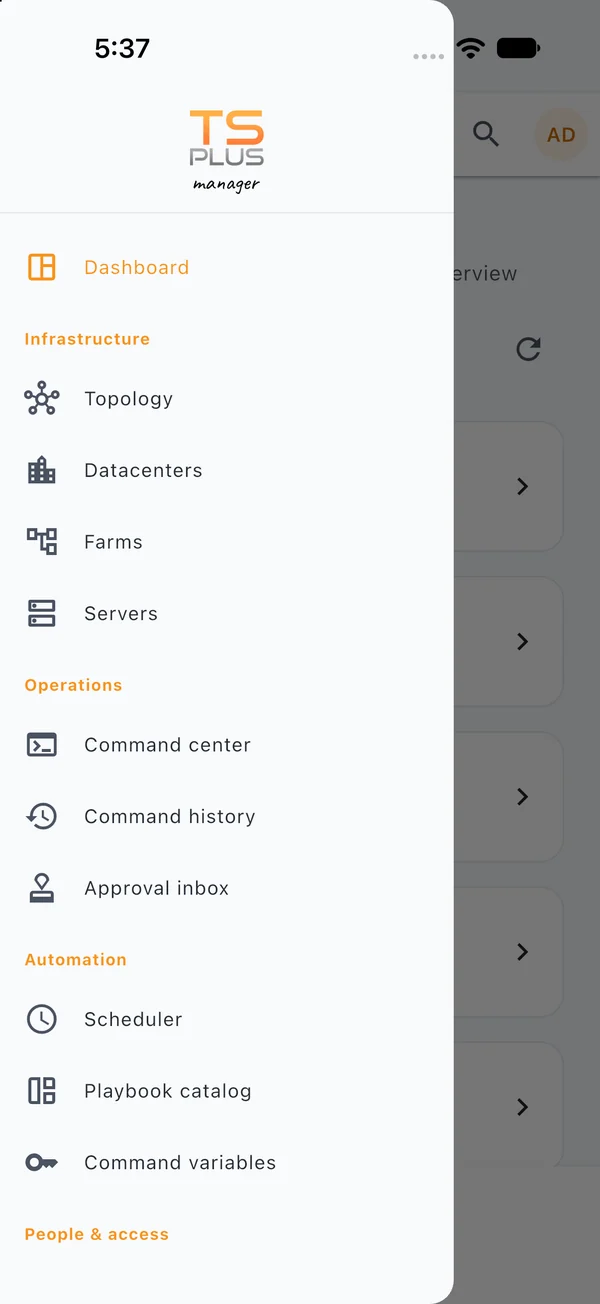 5:37
TS
PLUS
manager
AD
Dashboard
erview
Infrastructure
Topology
Datacenters
Farms
Servers
Operations
Command center
Command history
Approval inbox
Automation
Scheduler
Playbook catalog
Command variables
People & access